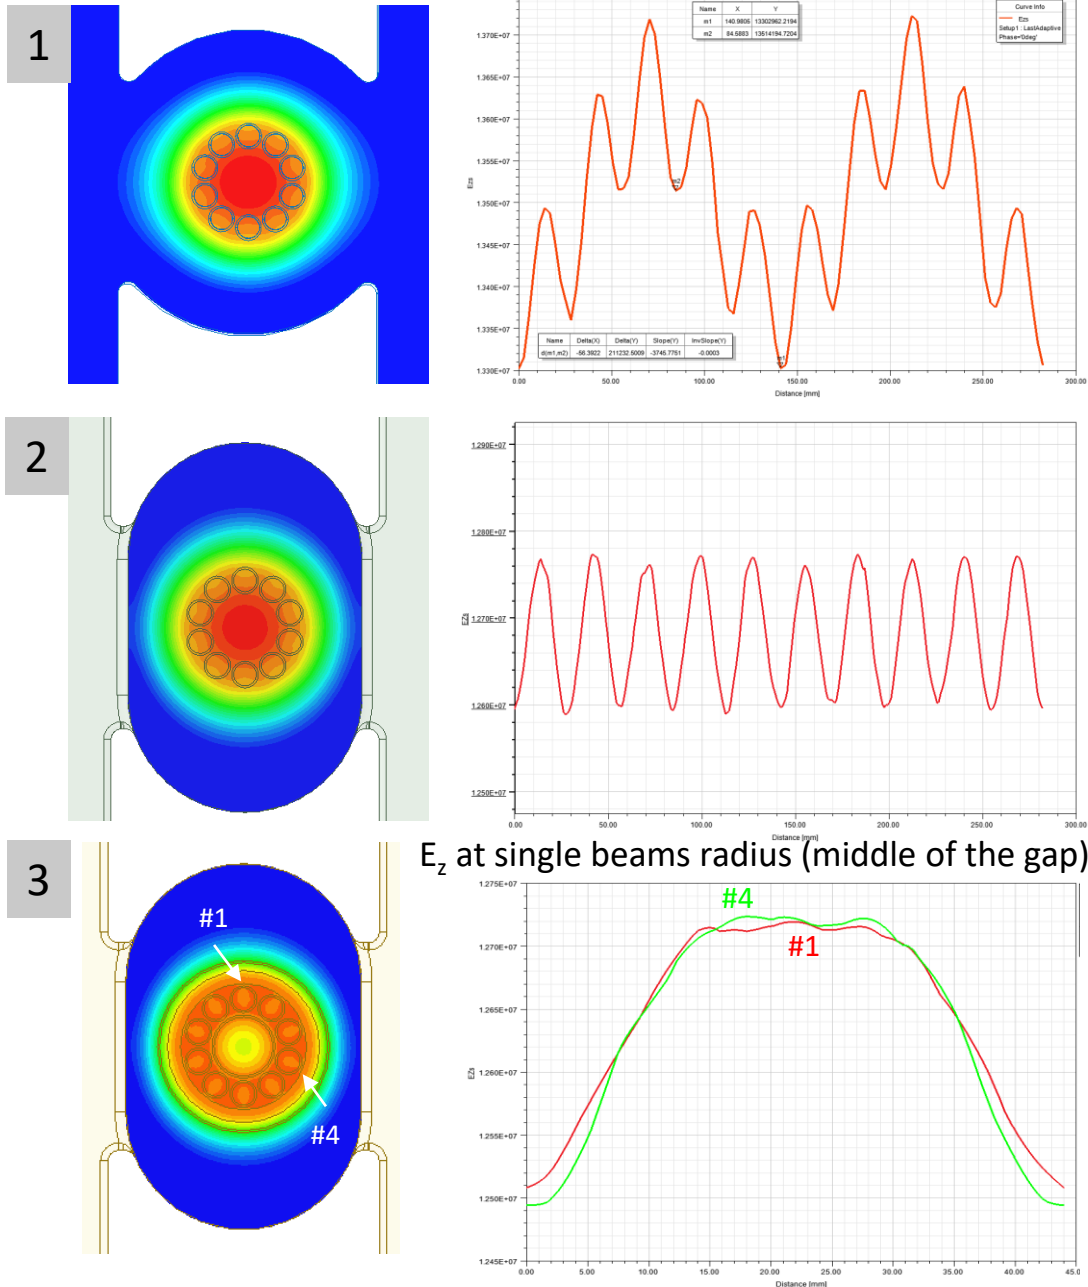 1
Name X Y
m1 140.9806 13302962.2194
m2 84.5883 13514194.7204
Curve Info
Ezs
Setup1 : LastAdaptive
Phase='0deg'
1.370E+07
1.365E+07
1.360E+07
1.355E+07
1.350E+07
1.345E+07
1.340E+07
1.335E+07
1.330E+07
Ezs
m2
m1
Name Delta(X) Delta(Y) Slope(Y) InvSlope(Y)
d(m1,m2) -56.3922 211232.5009 -3745.7751 -0.0003
0.00 50.00 100.00 150.00 200.00 250.00 300.00
Distance [mm]
2
1.290E+07
1.280E+07
1.270E+07
1.260E+07
1.250E+07
EZs
0.00 50.00 100.00 150.00 200.00 250.00 300.00
Distance [mm]
3
#1
#4
Ez at single beams radius (middle of the gap)
1.275E+07
1.270E+07
1.265E+07
1.260E+07
1.255E+07
1.250E+07
1.245E+07
EZs
#4
#1
0.00 5.00 10.00 15.00 20.00 25.00 30.00 35.00 40.00 45.0
Distance [mm]